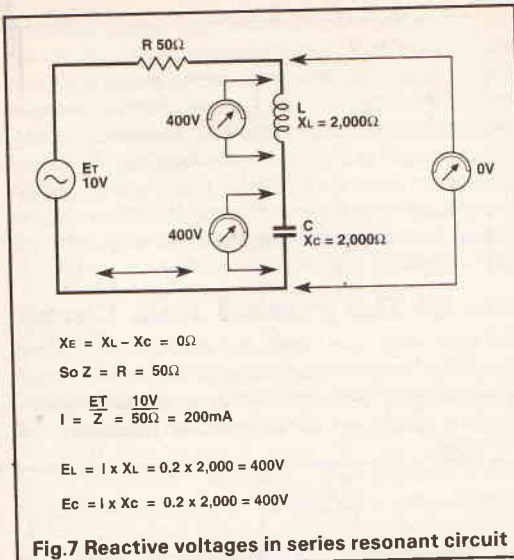 R 50Ω
400V
L
XL = 2,000Ω
ET
10V
0V
400V
C
XC = 2,000Ω
XE = XL – XC = 0Ω
So Z = R = 50Ω
I = ET/Z = 10V/50Ω = 200mA
EL = I x XL = 0.2 x 2,000 = 400V
Ec = I x XC = 0.2 x 2,000 = 400V
Fig.7 Reactive voltages in series resonant circuit